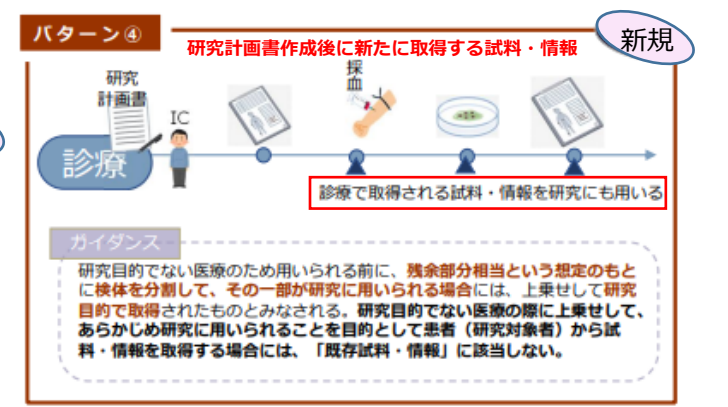 パターン④
新規
研究計画書作成後に新たに取得する試料・情報
研究
計画書
IC
採
血
診療
診療で取得される試料・情報を研究にも用いる
ガイダンス
研究目的でない医療のため用いられる前に、残余部分相当という想定のもと
に検体を分割して、その一部が研究に用いられる場合には、上乗せして研究
目的で取得されたものとみなされる。研究目的でない医療の際に上乗せして、
あらかじめ研究に用いられることを目的として患者（研究対象者）から試
料・情報を取得する場合には、「既存試料・情報」に該当しない。